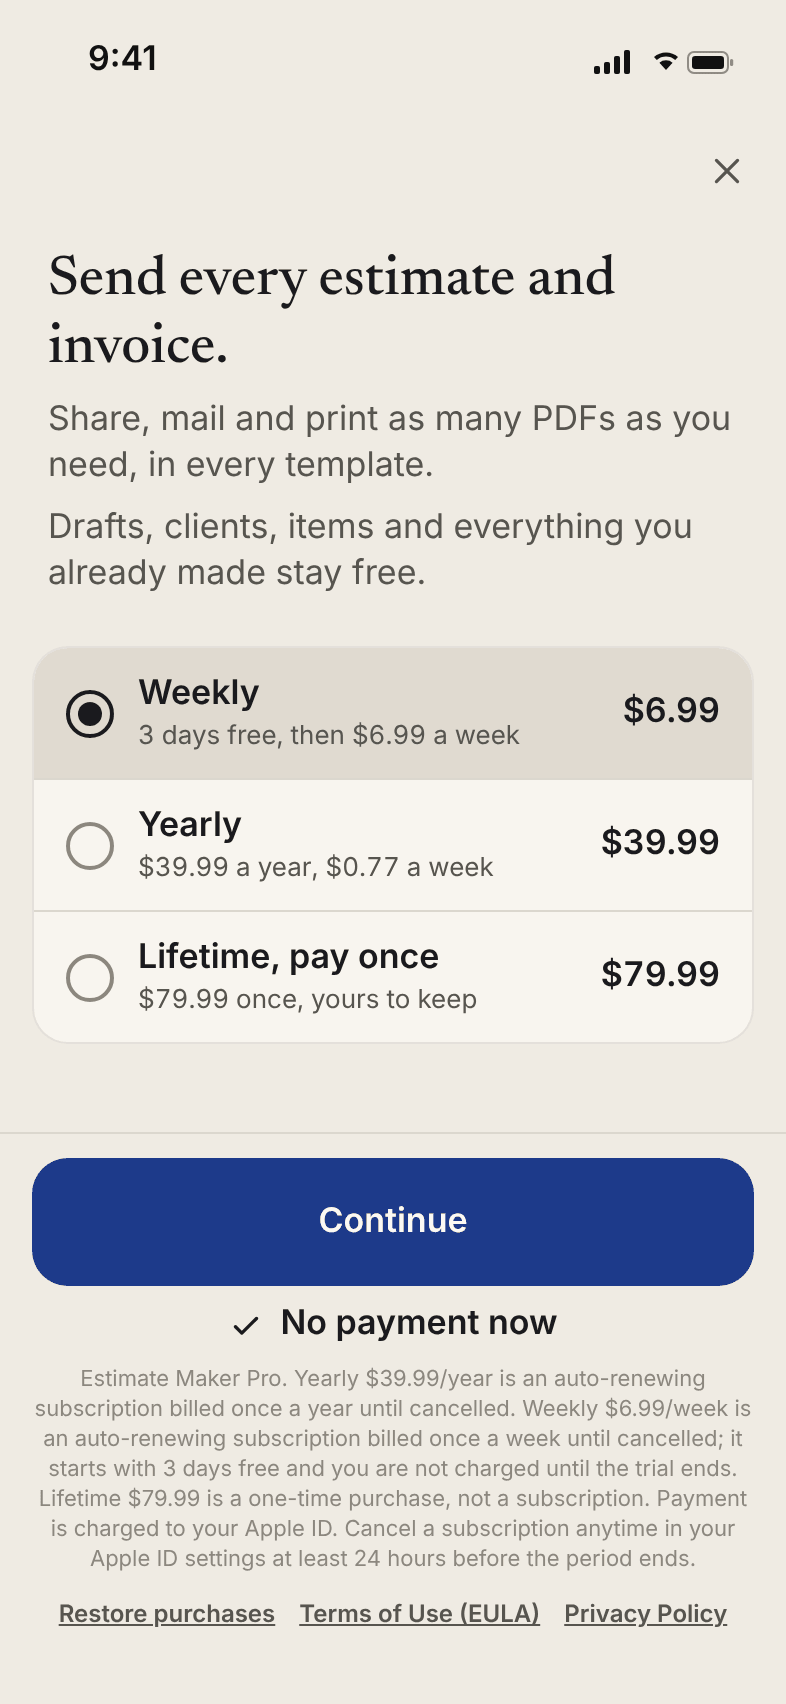 9:41
Send every estimate and
invoice.
Share, mail and print as many PDFs as you
need, in every template.
Drafts, clients, items and everything you
already made stay free.
Weekly
3 days free, then $6.99 a week
$6.99
Yearly
$39.99 a year, $0.77 a week
$39.99
Lifetime, pay once
$79.99 once, yours to keep
$79.99
Continue
No payment now
Estimate Maker Pro. Yearly $39.99/year is an auto-renewing
subscription billed once a year until cancelled. Weekly $6.99/week is
an auto-renewing subscription billed once a week until cancelled; it
starts with 3 days free and you are not charged until the trial ends.
Lifetime $79.99 is a one-time purchase, not a subscription. Payment
is charged to your Apple ID. Cancel a subscription anytime in your
Apple ID settings at least 24 hours before the period ends.
Restore purchases Terms of Use (EULA) Privacy Policy